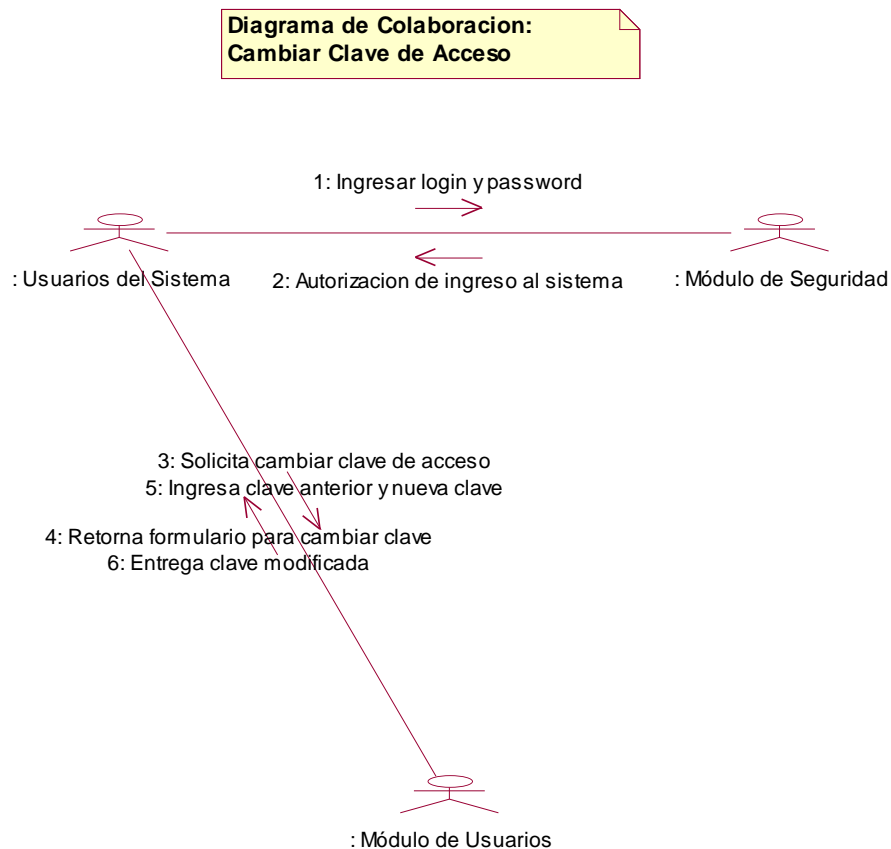 Diagrama de Colaboracion:
Cambiar Clave de Acceso
1: Ingresar login y password
: Usuarios del Sistema
2: Autorizacion de ingreso al sistema
: Módulo de Seguridad
3: Solicita cambiar clave de acceso
5: Ingresa clave anterior y nueva clave
4: Retorna formulario para cambiar clave
6: Entrega clave modificada
: Módulo de Usuarios